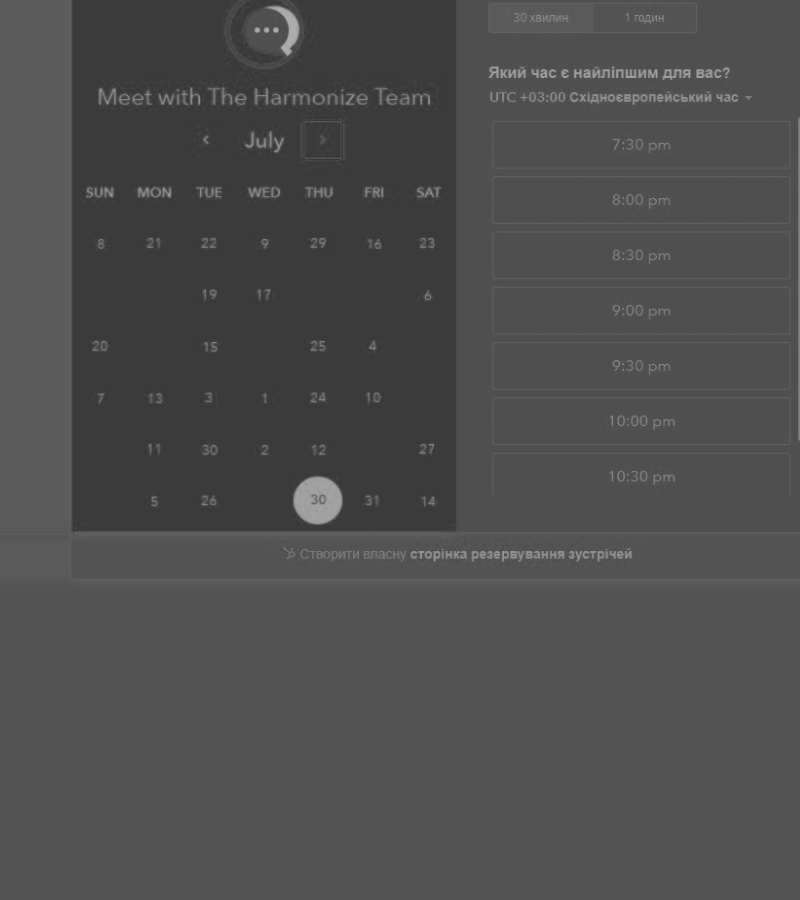 Meet with The Harmonize Team
July
SUN MON TUE WED THU FRI SAT
8 21 22 9 29 16 23
19 17 6
20 15 25 4
7 13 3 1 24 10
11 30 2 12 27
5 26 30 31 14
30 хвилин 1 годин
Який час є найліпшим для вас?
UTC +03:00 Східноєвропейський час
7:30 pm
8:00 pm
8:30 pm
9:00 pm
9:30 pm
10:00 pm
10:30 pm
Створити власну сторінка резервування зустрічей